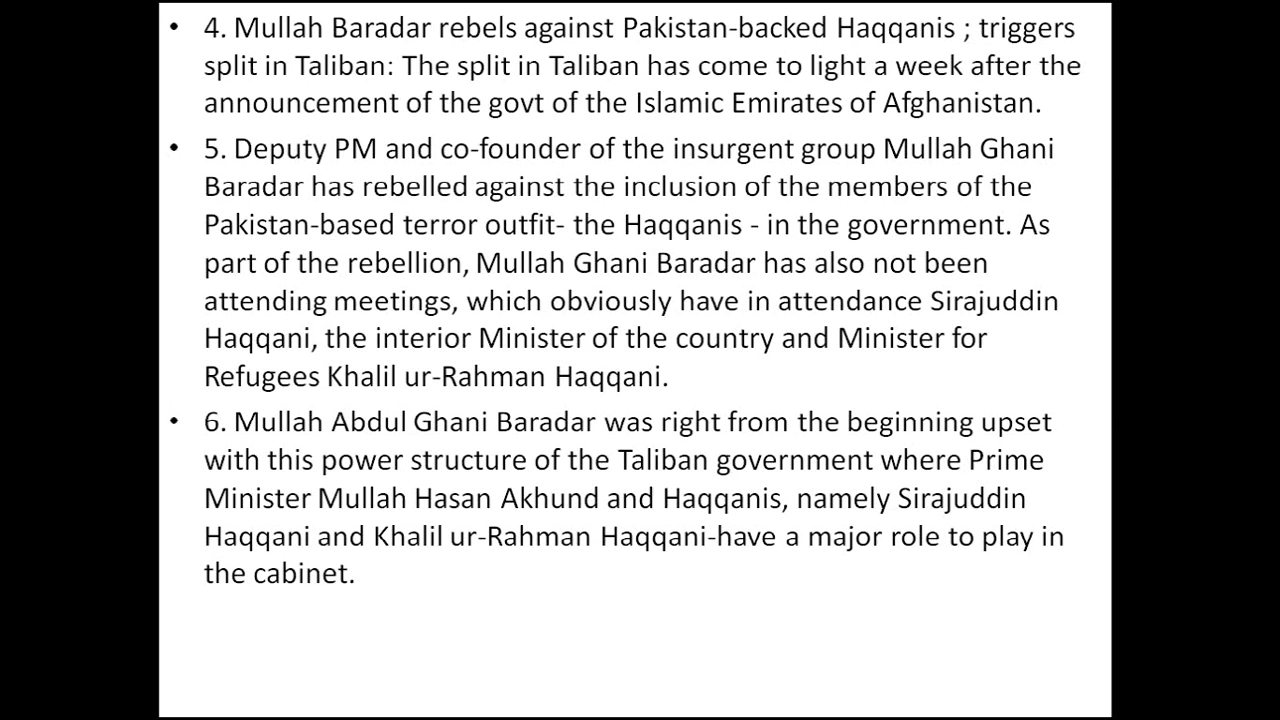 • 4. Mullah Baradar rebels against Pakistan-backed Haqqanis ; triggers
split in Taliban: The split in Taliban has come to light a week after the
announcement of the govt of the Islamic Emirates of Afghanistan.
• 5. Deputy PM and co-founder of the insurgent group Mullah Ghani
Baradar has rebelled against the inclusion of the members of the
Pakistan-based terror outfit- the Haqqanis - in the government. As
part of the rebellion, Mullah Ghani Baradar has also not been
attending meetings, which obviously have in attendance Sirajuddin
Haqqani, the interior Minister of the country and Minister for
Refugees Khalil ur-Rahman Haqqani.
• 6. Mullah Abdul Ghani Baradar was right from the beginning upset
with this power structure of the Taliban government where Prime
Minister Mullah Hasan Akhund and Haqqanis, namely Sirajuddin
Haqqani and Khalil ur-Rahman Haqqani-have a major role to play in
the cabinet.